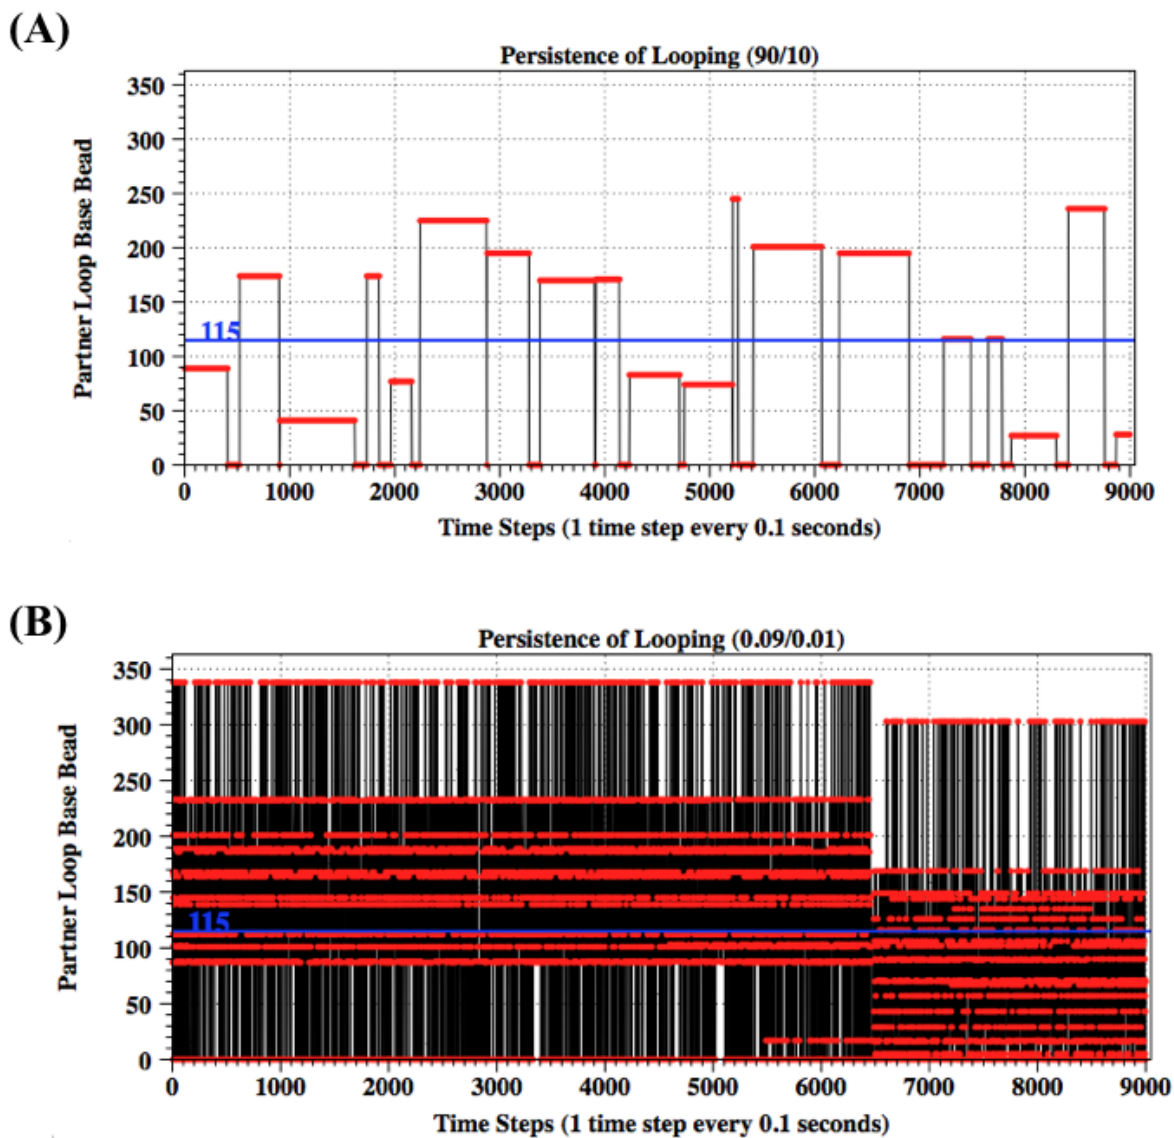 (A)
Persistence of Looping (90/10)
350
300
250
200
150
115
100
50
0
0 1000 2000 3000 4000 5000 6000 7000 8000 9000
Partner Loop Base Bead
Time Steps (1 time step every 0.1 seconds)
(B)
Persistence of Looping (0.09/0.01)
350
300
250
200
150
115
100
50
0
0 1000 2000 3000 4000 5000 6000 7000 8000 9000
Partner Loop Base Bead
Time Steps (1 time step every 0.1 seconds)